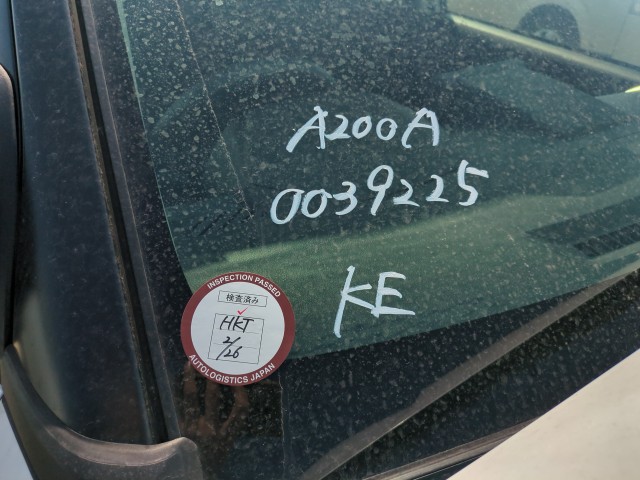 A200A
0039225
KE
INSPECTION PASSED
検査済み
HKT
2/26
AUTOLOGISTICS JAPAN